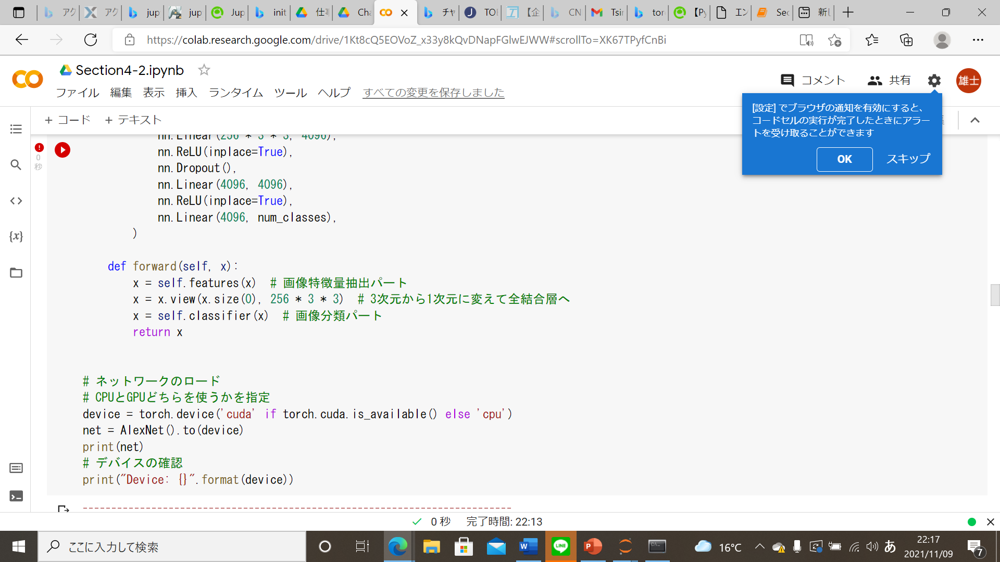 アク
アク
jup
jup
Jup
init
仕事
Cha
チャ
TOP
【企
CN
Tsir
tor
【Py
エン
Sec
新し
https://colab.research.google.com/drive/1Kt8cQ5EOVoZ_x33y8kQvDNapFGlwEJWW#scrollTo=XK67TPyfCnBi
Section4-2.ipynb
コメント
共有
雄士
ファイル 編集 表示 挿入 ランタイム ツール ヘルプ すべての変更を保存しました
[設定] でブラウザの通知を有効にすると、
コードセルの実行が完了したときにアラー
トを受け取ることができます
OK スキップ
+ コード + テキスト
0
秒
nn.Linear(256 * 3 * 3, 4096),
nn.ReLU(inplace=True),
nn.Dropout(),
nn.Linear(4096, 4096),
nn.ReLU(inplace=True),
nn.Linear(4096, num_classes),
)
def forward(self, x):
x = self.features(x)  # 画像特徴量抽出パート
x = x.view(x.size(0), 256 * 3 * 3)  # 3次元から1次元に変えて全結合層へ
x = self.classifier(x)  # 画像分類パート
return x
# ネットワークのロード
# CPUとGPUどちらを使うかを指定
device = torch.device('cuda' if torch.cuda.is_available() else 'cpu')
net = AlexNet().to(device)
print(net)
# デバイスの確認
print("Device: {}".format(device))
---------------------------------------------------------------------------
0 秒 完了時間: 22:13
ここに入力して検索
16°C
あ
22:17
2021/11/09
7